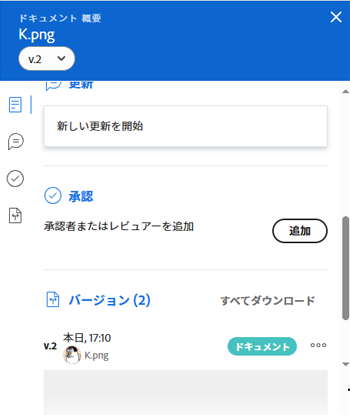 ドキュメント 概要
K.png
v.2
更新
新しい更新を開始
承認
承認者またはレビュアーを追加
追加
バージョン (2)
すべてダウンロード
v.2
本日, 17:10
K.png
ドキュメント